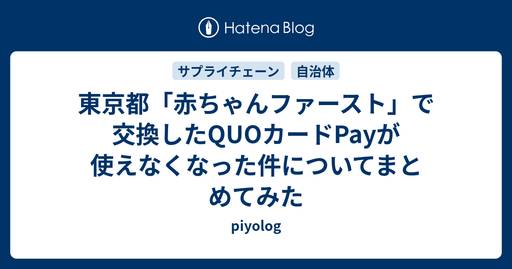 Hatena Blog
サプライチェーン 自治体
東京都「赤ちゃんファースト」で
交換したQUOカードPayが
使えなくなった件についてまと
めてみた
piyolog